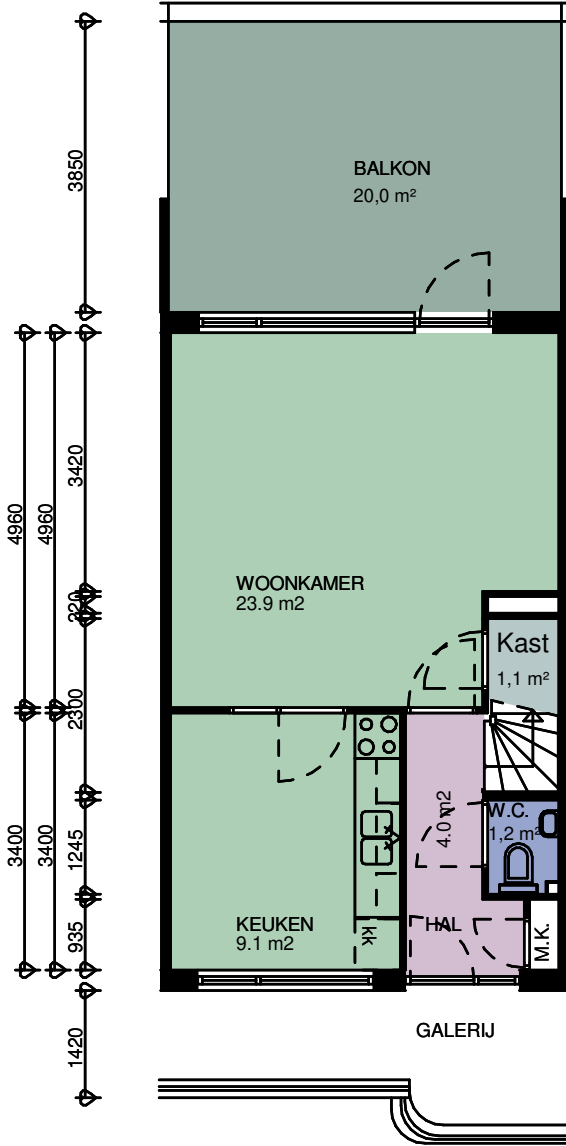 3850
BALKON
20,0 m²
3420
4960
4960
WOONKAMER
23.9 m2
220
Kast
1,1 m²
2300
4.0 m2
W.C.
1,2 m²
3400
3400
1245
KEUKEN
9.1 m2
kk
HAL
M.K.
935
GALERIJ
1420